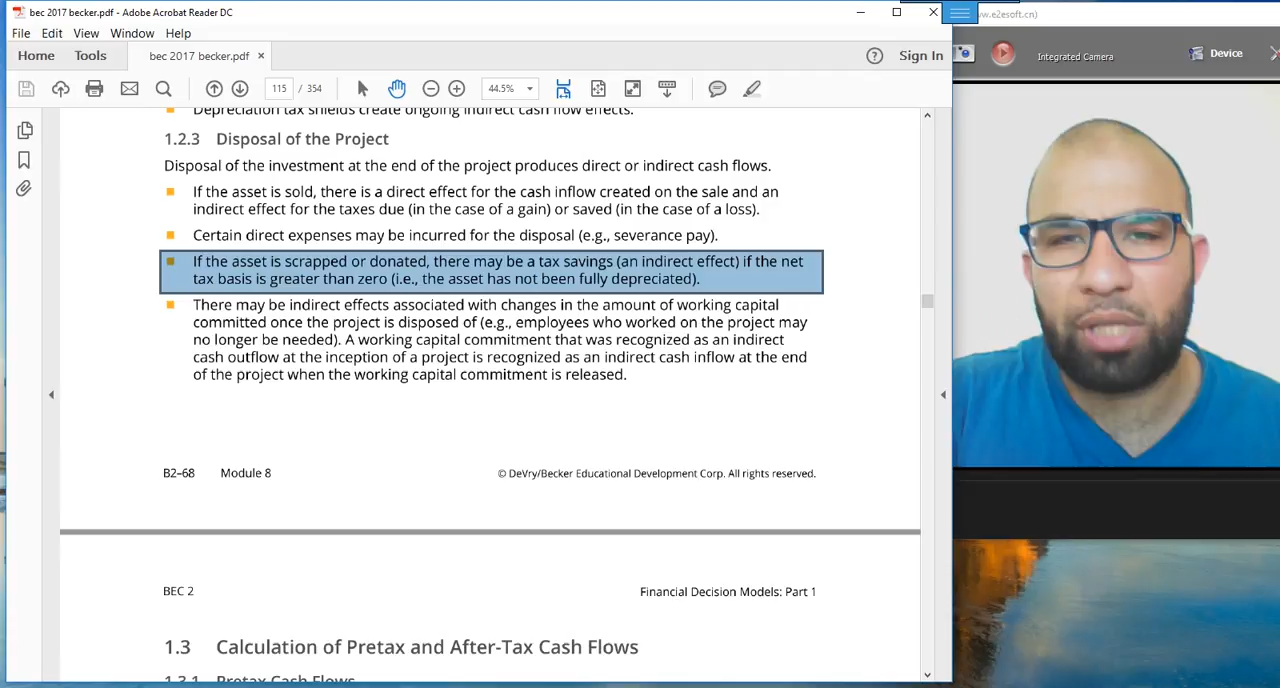 bec 2017 becker.pdf - Adobe Acrobat Reader DC
File Edit View Window Help
Home Tools bec 2017 becker.pdf × Sign In
115 / 354 44.5%
Depreciation tax shields create ongoing indirect cash flow effects.
1.2.3 Disposal of the Project
Disposal of the investment at the end of the project produces direct or indirect cash flows.
If the asset is sold, there is a direct effect for the cash inflow created on the sale and an
indirect effect for the taxes due (in the case of a gain) or saved (in the case of a loss).
Certain direct expenses may be incurred for the disposal (e.g., severance pay).
If the asset is scrapped or donated, there may be a tax savings (an indirect effect) if the net
tax basis is greater than zero (i.e., the asset has not been fully depreciated).
There may be indirect effects associated with changes in the amount of working capital
committed once the project is disposed of (e.g., employees who worked on the project may
no longer be needed). A working capital commitment that was recognized as an indirect
cash outflow at the inception of a project is recognized as an indirect cash inflow at the end
of the project when the working capital commitment is released.
B2–68 Module 8 © DeVry/Becker Educational Development Corp. All rights reserved.
BEC 2 Financial Decision Models: Part 1
1.3 Calculation of Pretax and After-Tax Cash Flows
1.3.1 Pretax Cash Flows
w.e2esoft.cn)
Integrated Camera
Device